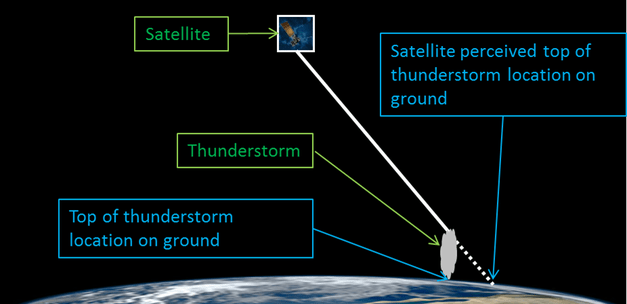 Satellite
Satellite perceived top of
thunderstorm location on
ground
Thunderstorm
Top of thunderstorm
location on ground